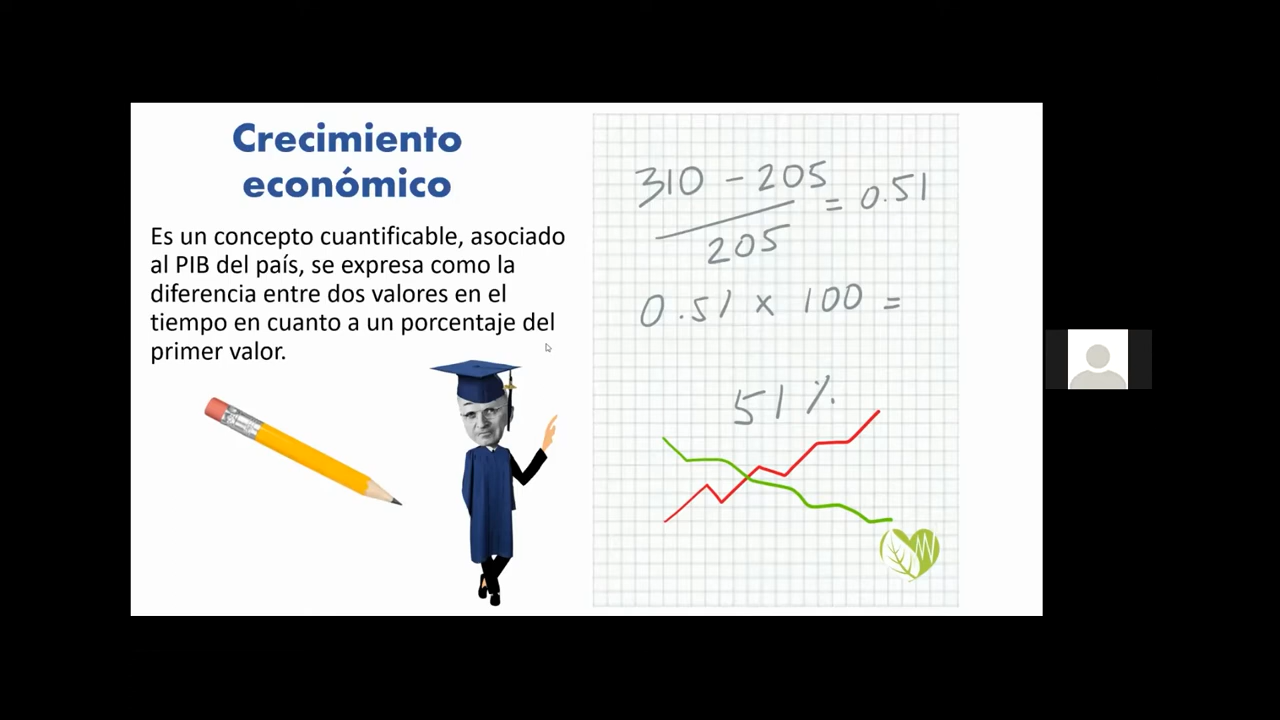 Crecimiento
económico
Es un concepto cuantificable, asociado
al PIB del país, se expresa como la
diferencia entre dos valores en el
tiempo en cuanto a un porcentaje del
primer valor.
310 - 205
205
= 0.51
0.51 x 100 =
51%